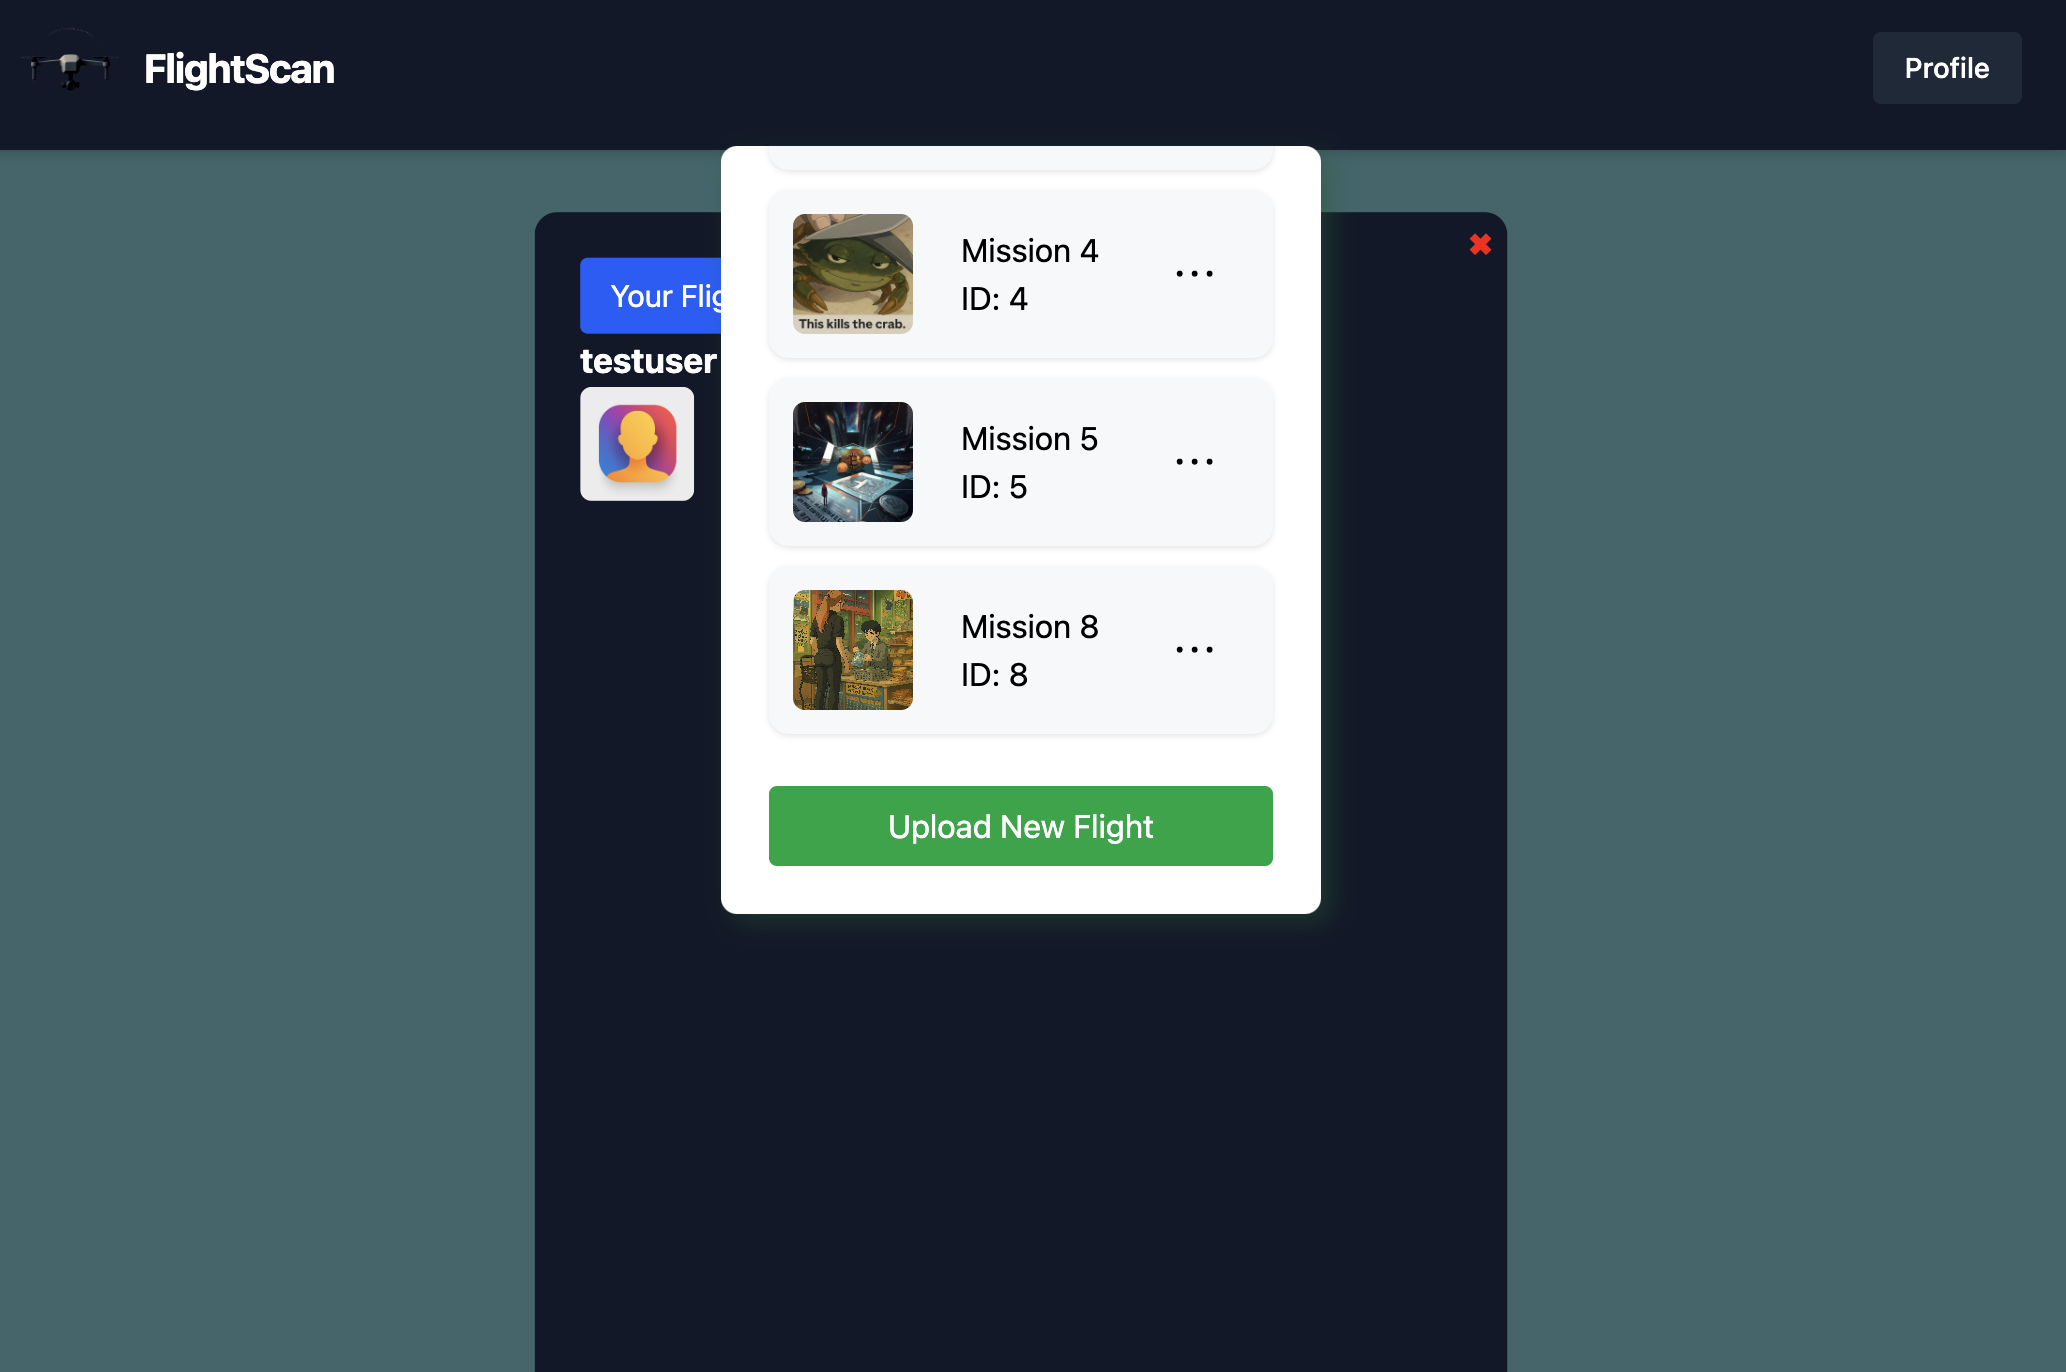 FlightScan
Profile
Your Flig
testuser
This kills the crab.
Mission 4
ID: 4
Mission 5
ID: 5
Mission 8
ID: 8
Upload New Flight